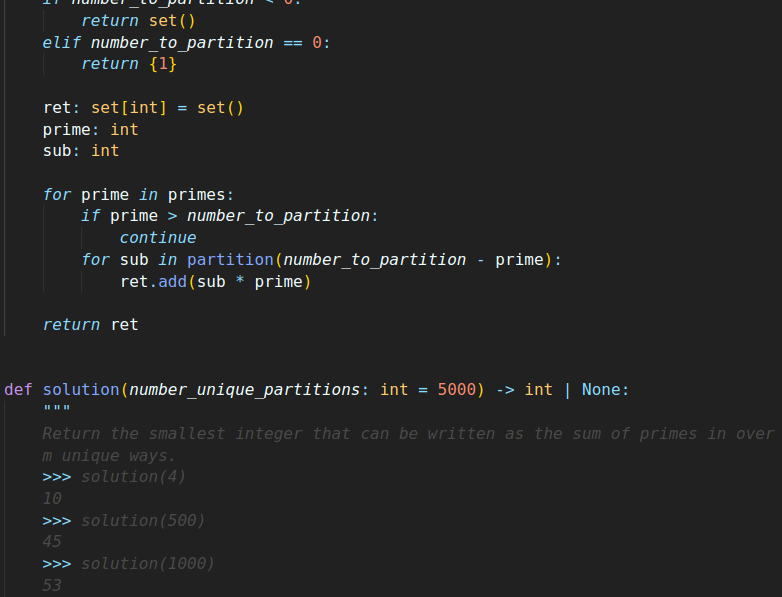 if number_to_partition < 0:
return set()
elif number_to_partition == 0:
return {1}
ret: set[int] = set()
prime: int
sub: int
for prime in primes:
if prime > number_to_partition:
continue
for sub in partition(number_to_partition - prime):
ret.add(sub * prime)
return ret
def solution(number_unique_partitions: int = 5000) -> int | None:
"""
Return the smallest integer that can be written as the sum of primes in over
m unique ways.
>>> solution(4)
10
>>> solution(500)
45
>>> solution(1000)
53